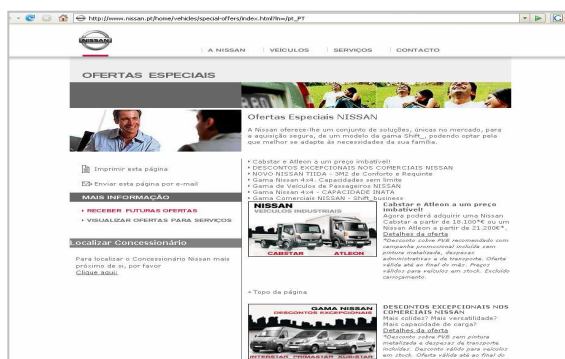 http://www.nissan.pt/home/vehicles/special-offers/index.html?ln=/pt_PT
NISSAN
A NISSAN
VEÍCULOS
SERVIÇOS
CONTACTO
OFERTAS ESPECIAIS
Imprimir esta página
Enviar esta página por e-mail
MAIS INFORMAÇÃO
• RECEBER FUTURAS OFERTAS
• VISUALIZAR OFERTAS PARA SERVIÇOS
Localizar Concessionário
Para localizar o Concessionário Nissan mais
próximo de si, por favor
Clique aqui.
Ofertas Especiais NISSAN
A Nissan oferece-lhe um conjunto de soluções, únicas no mercado, para
a aquisição segura, de um modelo da gama Shift_, podendo optar pela
que melhor se adapte às necessidades da sua família.
• Cabstar e Atleon a um preço imbatível!
• DESCONTOS EXCEPCIONAIS NOS COMERCIAIS NISSAN
• NOVO NISSAN TIIDA - 3M2 de Conforto e Requinte
• Gama Nissan 4x4. Capacidades sem limite
• Gama de Veículos de Passageiros NISSAN
• Gama Nissan 4x4 - CAPACIDADE INATA
• Gama Comerciais NISSAN - Shift_business
NISSAN
VEÍCULOS INDUSTRIAIS
CABSTAR
ATLEON
Cabstar e Atleon a um preço
imbatível!
Agora poderá adquirir uma Nissan
Cabstar a partir de 18.100*€ ou um
Nissan Atleon a partir de 21.200€*.
Detalhes da oferta
*Desconto sobre PVB recomendado com
campanha promocional incluída sem
pintura metalizada, despesas
administrativas e de transporte. Oferta
válida até ao final do mês. Preços
válidos para veículos em stock. Excluído
carroçamento.
• Topo da página
GAMA NISSAN
DESCONTOS EXCEPCIONAIS
INTERSTAR PRIMASTAR KUBISTAR
DESCONTOS EXCEPCIONAIS NOS
COMERCIAIS NISSAN
Mais solidez? Mais versatilidade?
Mais capacidade de carga?
Detalhes da oferta
*Desconto sobre PVB sem pintura
metalizada e despesas de transporte
incluídas. Desconto válido para veículos
em stock. Oferta válida até ao final do